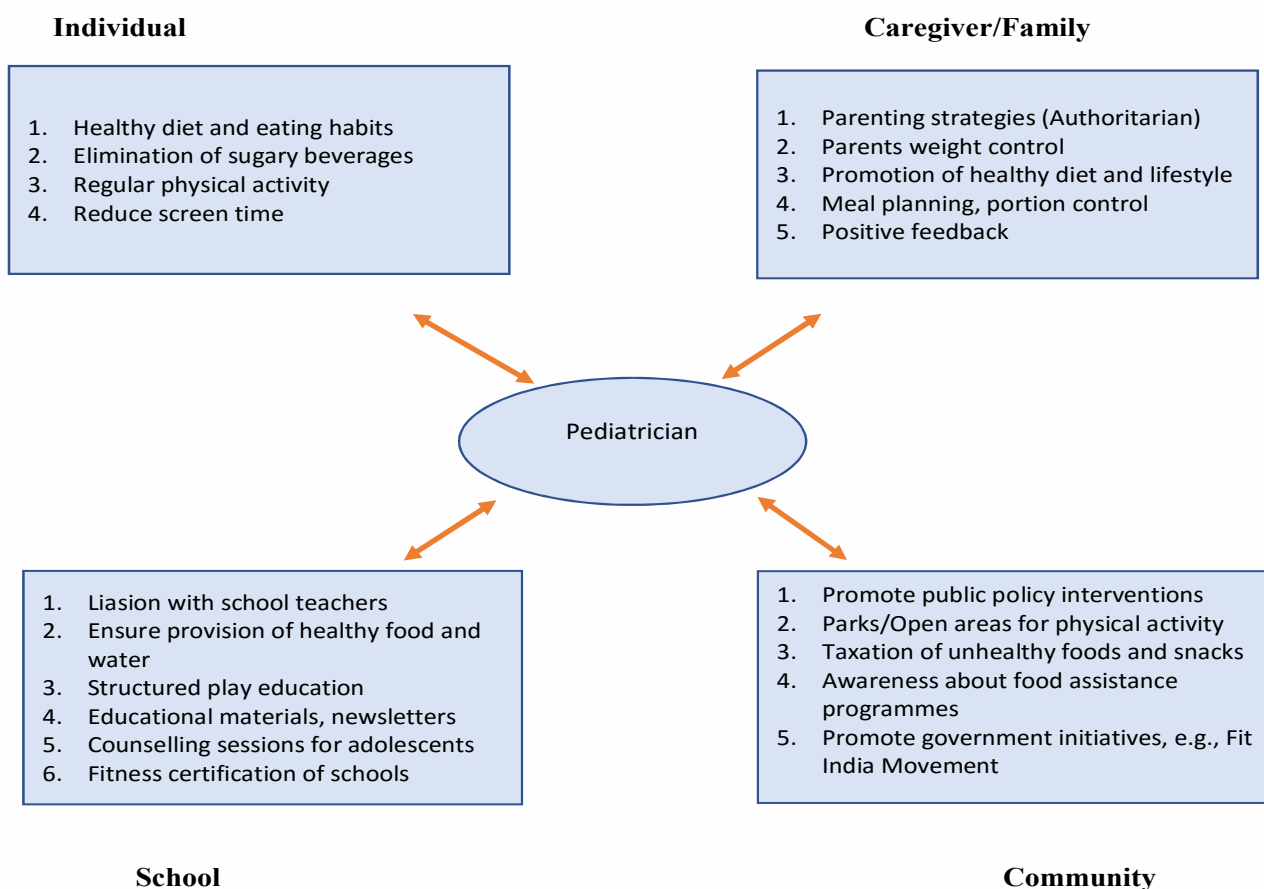 Individual
1. Healthy diet and eating habits
2. Elimination of sugary beverages
3. Regular physical activity
4. Reduce screen time
Caregiver/Family
1. Parenting strategies (Authoritarian)
2. Parents weight control
3. Promotion of healthy diet and lifestyle
4. Meal planning, portion control
5. Positive feedback
Pediatrician
1. Liasion with school teachers
2. Ensure provision of healthy food and
water
3. Structured play education
4. Educational materials, newsletters
5. Counselling sessions for adolescents
6. Fitness certification of schools
School
1. Promote public policy interventions
2. Parks/Open areas for physical activity
3. Taxation of unhealthy foods and snacks
4. Awareness about food assistance
programmes
5. Promote government initiatives, e.g., Fit
India Movement
Community